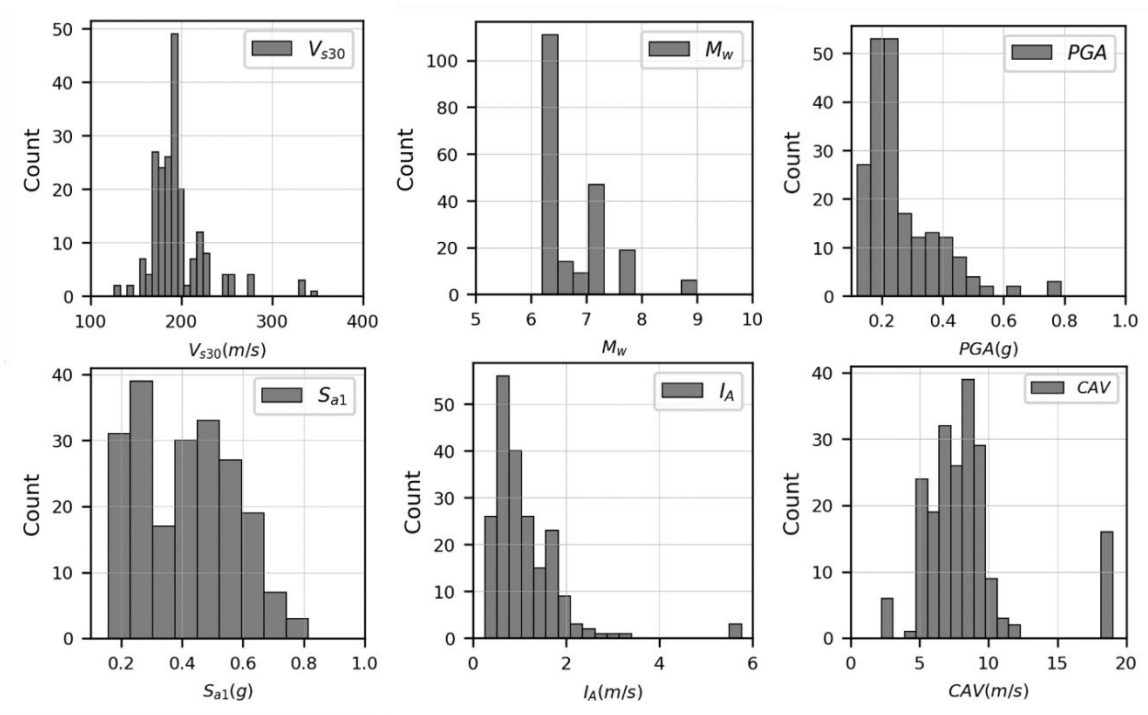 50
40
30
20
10
0
Count
V_s30
100 200 300 400
V_s30(m/s)
100
80
60
40
20
0
Count
M_w
5 6 7 8 9 10
M_w
50
40
30
20
10
0
Count
PGA
0.2 0.4 0.6 0.8 1.0
PGA(g)
40
30
20
10
0
Count
S_a1
0.2 0.4 0.6 0.8 1.0
S_a1(g)
50
40
30
20
10
0
Count
I_A
0 2 4 6
I_A(m/s)
40
30
20
10
0
Count
CAV
0 5 10 15 20
CAV(m/s)